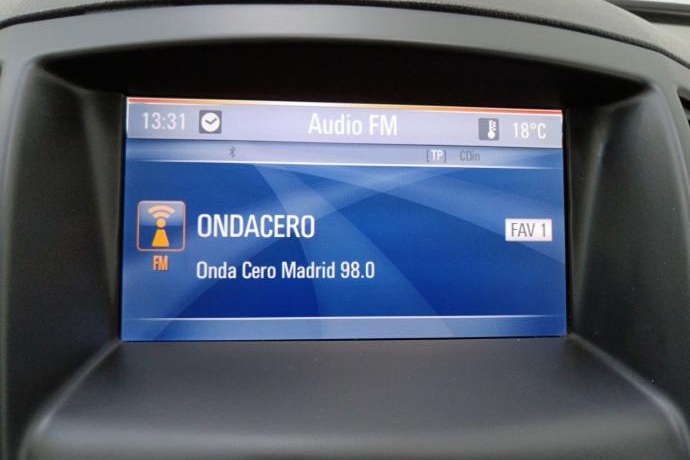 13:31 Audio FM 18°C
[TP] CDin
ONDACERO FAV 1
FM
Onda Cero Madrid 98.0